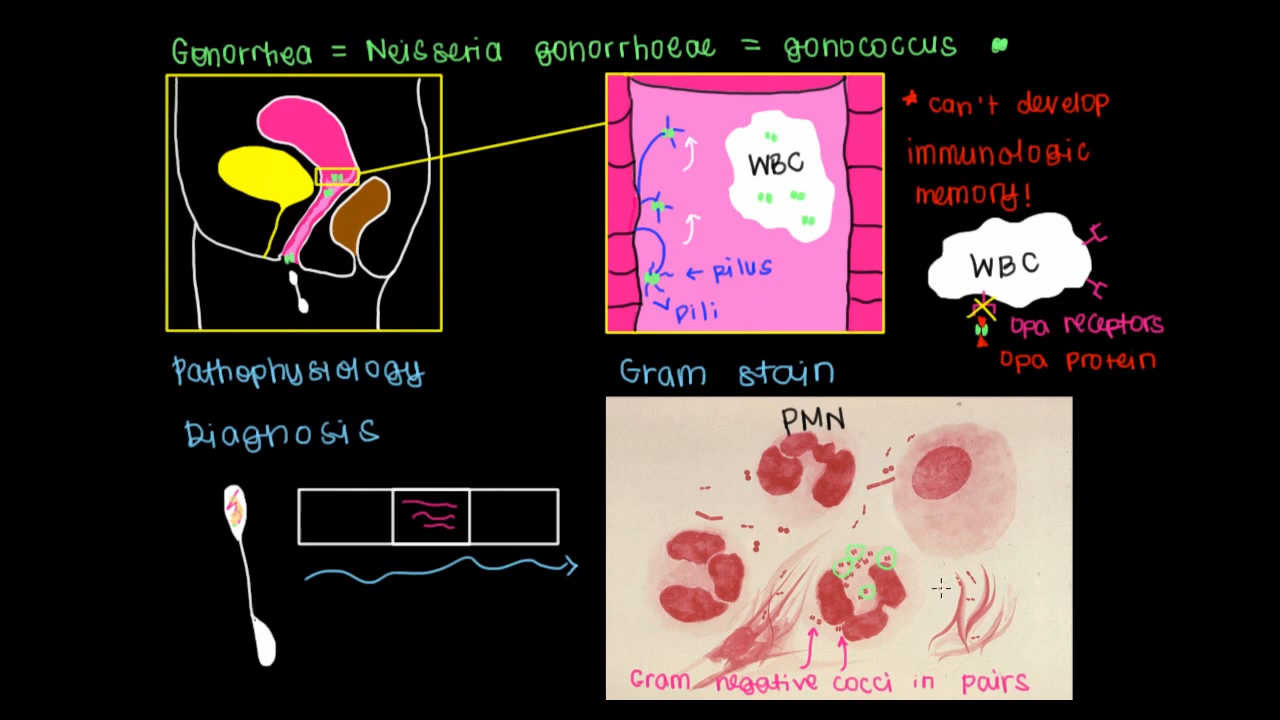 Gonorrhea = Neisseria gonorrhoeae = gonococcus
* can't develop
immunologic
memory!
WBC
← pilus
pili
WBC
opa receptors
opa protein
Pathophysiology
Gram stain
Diagnosis
PMN
Gram negative cocci in pairs